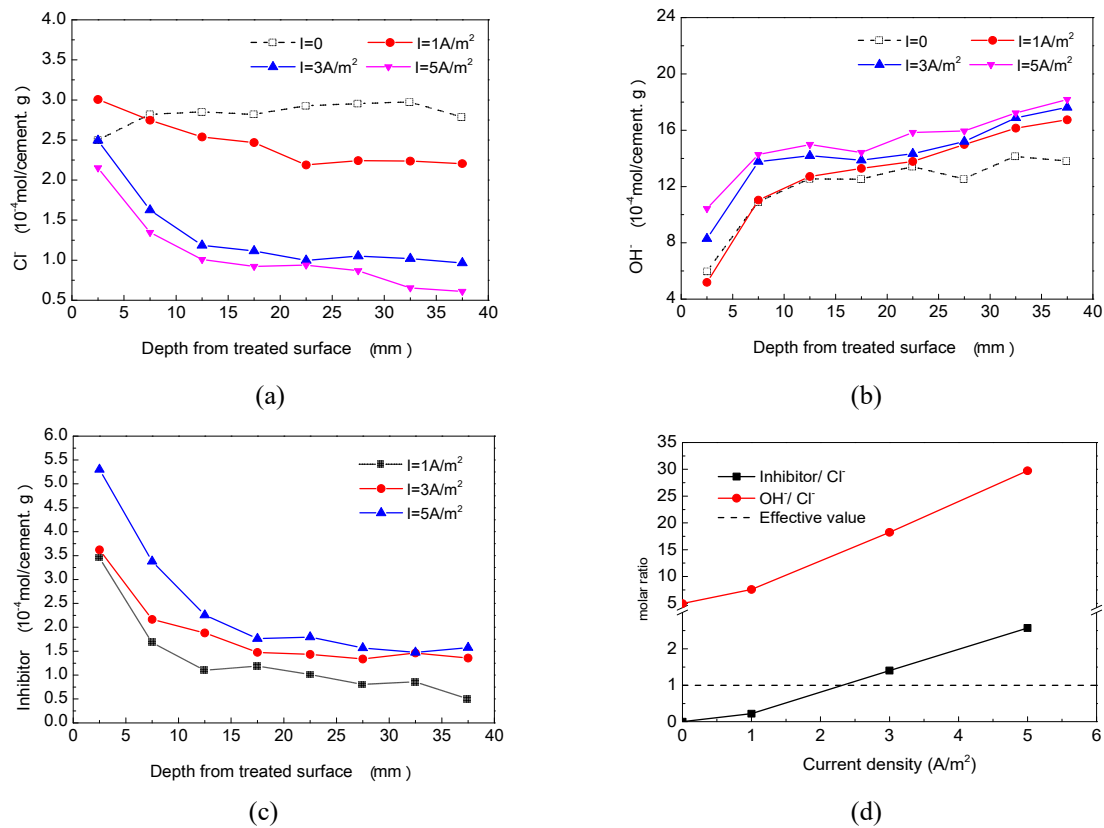 4.0
3.5
3.0
2.5
2.0
1.5
1.0
0.5
0 5 10 15 20 25 30 35 40
I=0 I=1A/m²
I=3A/m² I=5A/m²
Cl⁻ (10⁻⁴mol/cement. g)
Depth from treated surface (mm)
(a)
24
20
16
12
8
4
0 5 10 15 20 25 30 35 40
I=0 I=1A/m²
I=3A/m² I=5A/m²
OH⁻ (10⁻⁴mol/cement. g)
Depth from treated surface (mm)
(b)
6.0
5.5
5.0
4.5
4.0
3.5
3.0
2.5
2.0
1.5
1.0
0.5
0.0
0 5 10 15 20 25 30 35 40 45 50
I=1A/m²
I=3A/m²
I=5A/m²
Inhibitor (10⁻⁴mol/cement. g)
Depth from treated surface (mm)
(c)
35
30
25
20
15
10
5
2
1
0
0 1 2 3 4 5 6
Inhibitor/ Cl⁻
OH⁻/ Cl⁻
Effective value
molar ratio
Current density (A/m²)
(d)